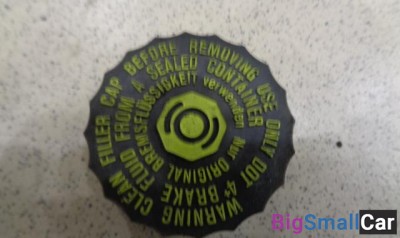 WARNING CLEAN FILLER CAP BEFORE REMOVING USE ONLY DOT 4
BRAKE FLUID FROM A SEALED CONTAINER
Nur ORIGINAL BREMSFLÜSSIGKEIT verwenden
BigSmallCar